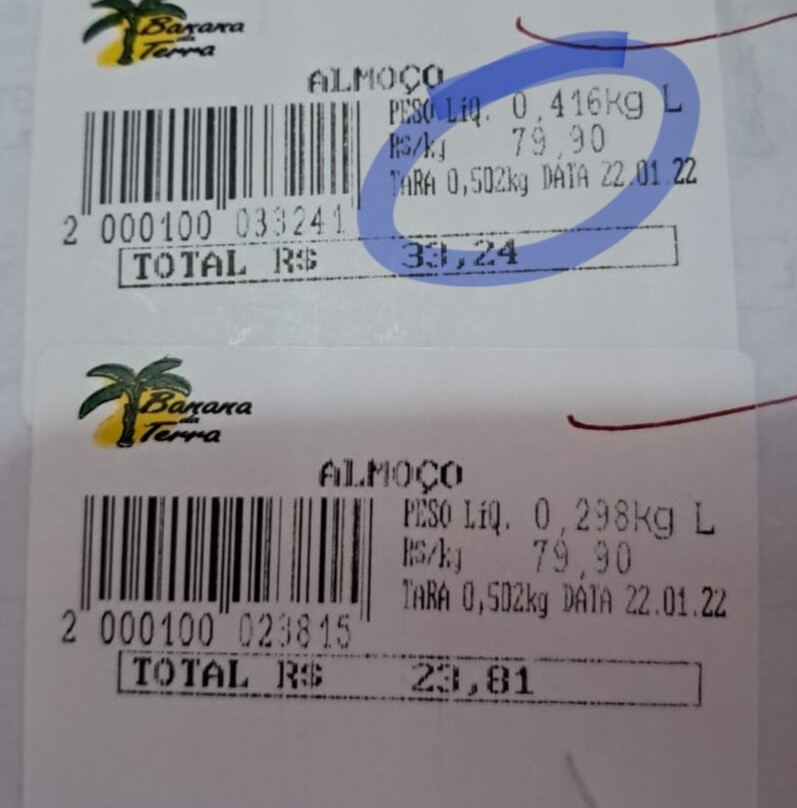 Banana
da
Terra
ALMOÇO
PESO LÍQ. 0,416kg L
R$/kg 79,90
TARA 0,502kg DATA 22.01.22
2 000100 033241
TOTAL R$ 33,24
Banana
da
Terra
ALMOÇO
PESO LÍQ. 0,298kg L
R$/kg 79,90
TARA 0,502kg DATA 22.01.22
2 000100 023815
TOTAL R$ 23,81